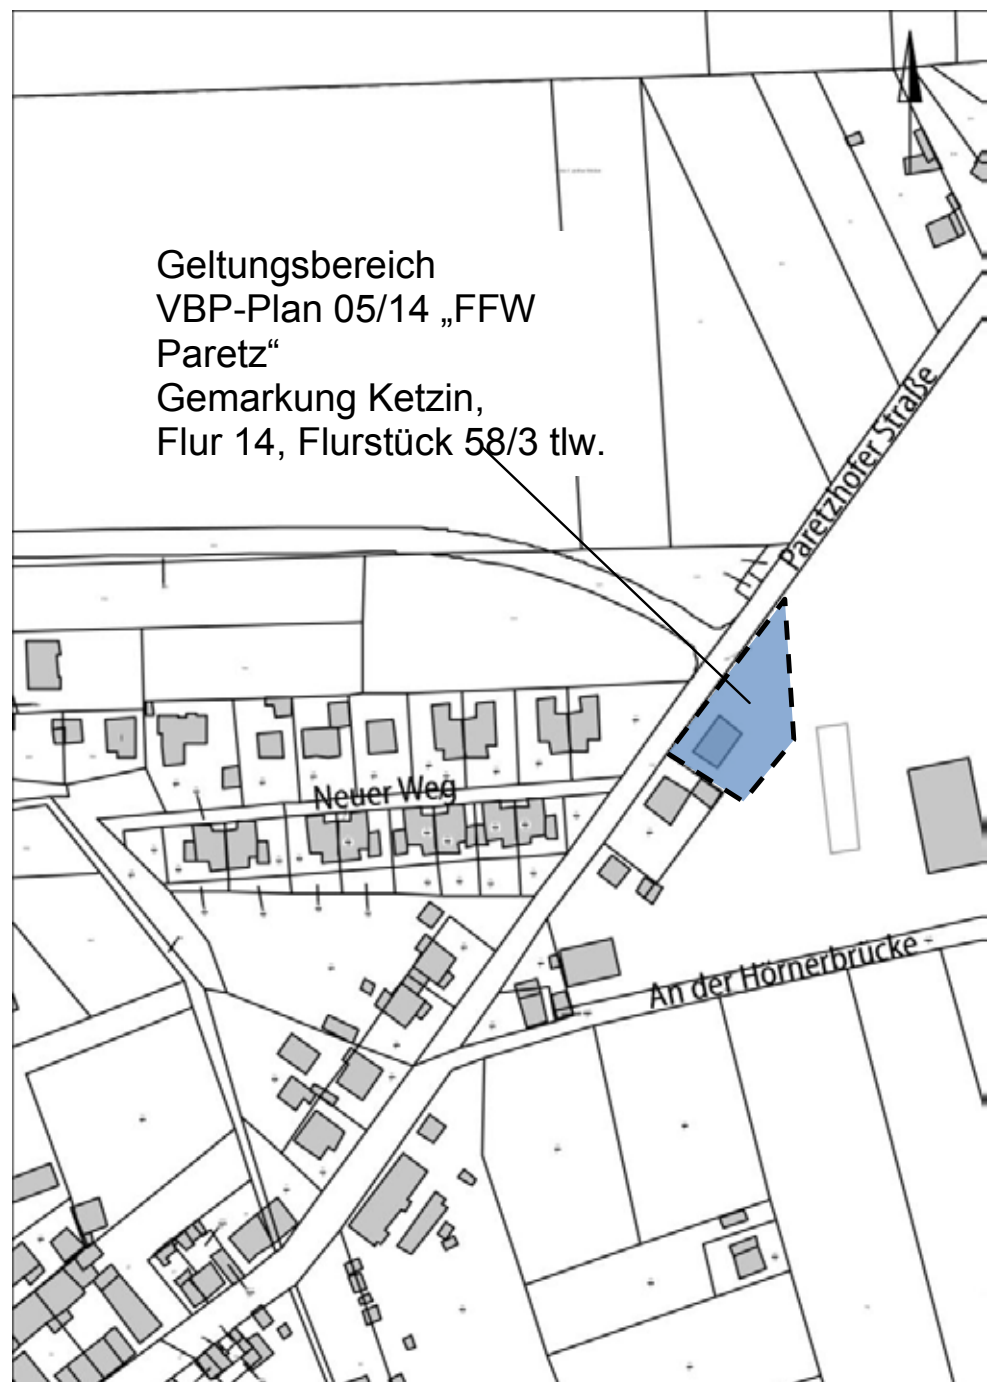 Geltungsbereich
VBP-Plan 05/14 „FFW
Paretz“
Gemarkung Ketzin,
Flur 14, Flurstück 58/3 tlw.
Paretzhofer Straße
Neuer Weg
An der Hörnerbrücke